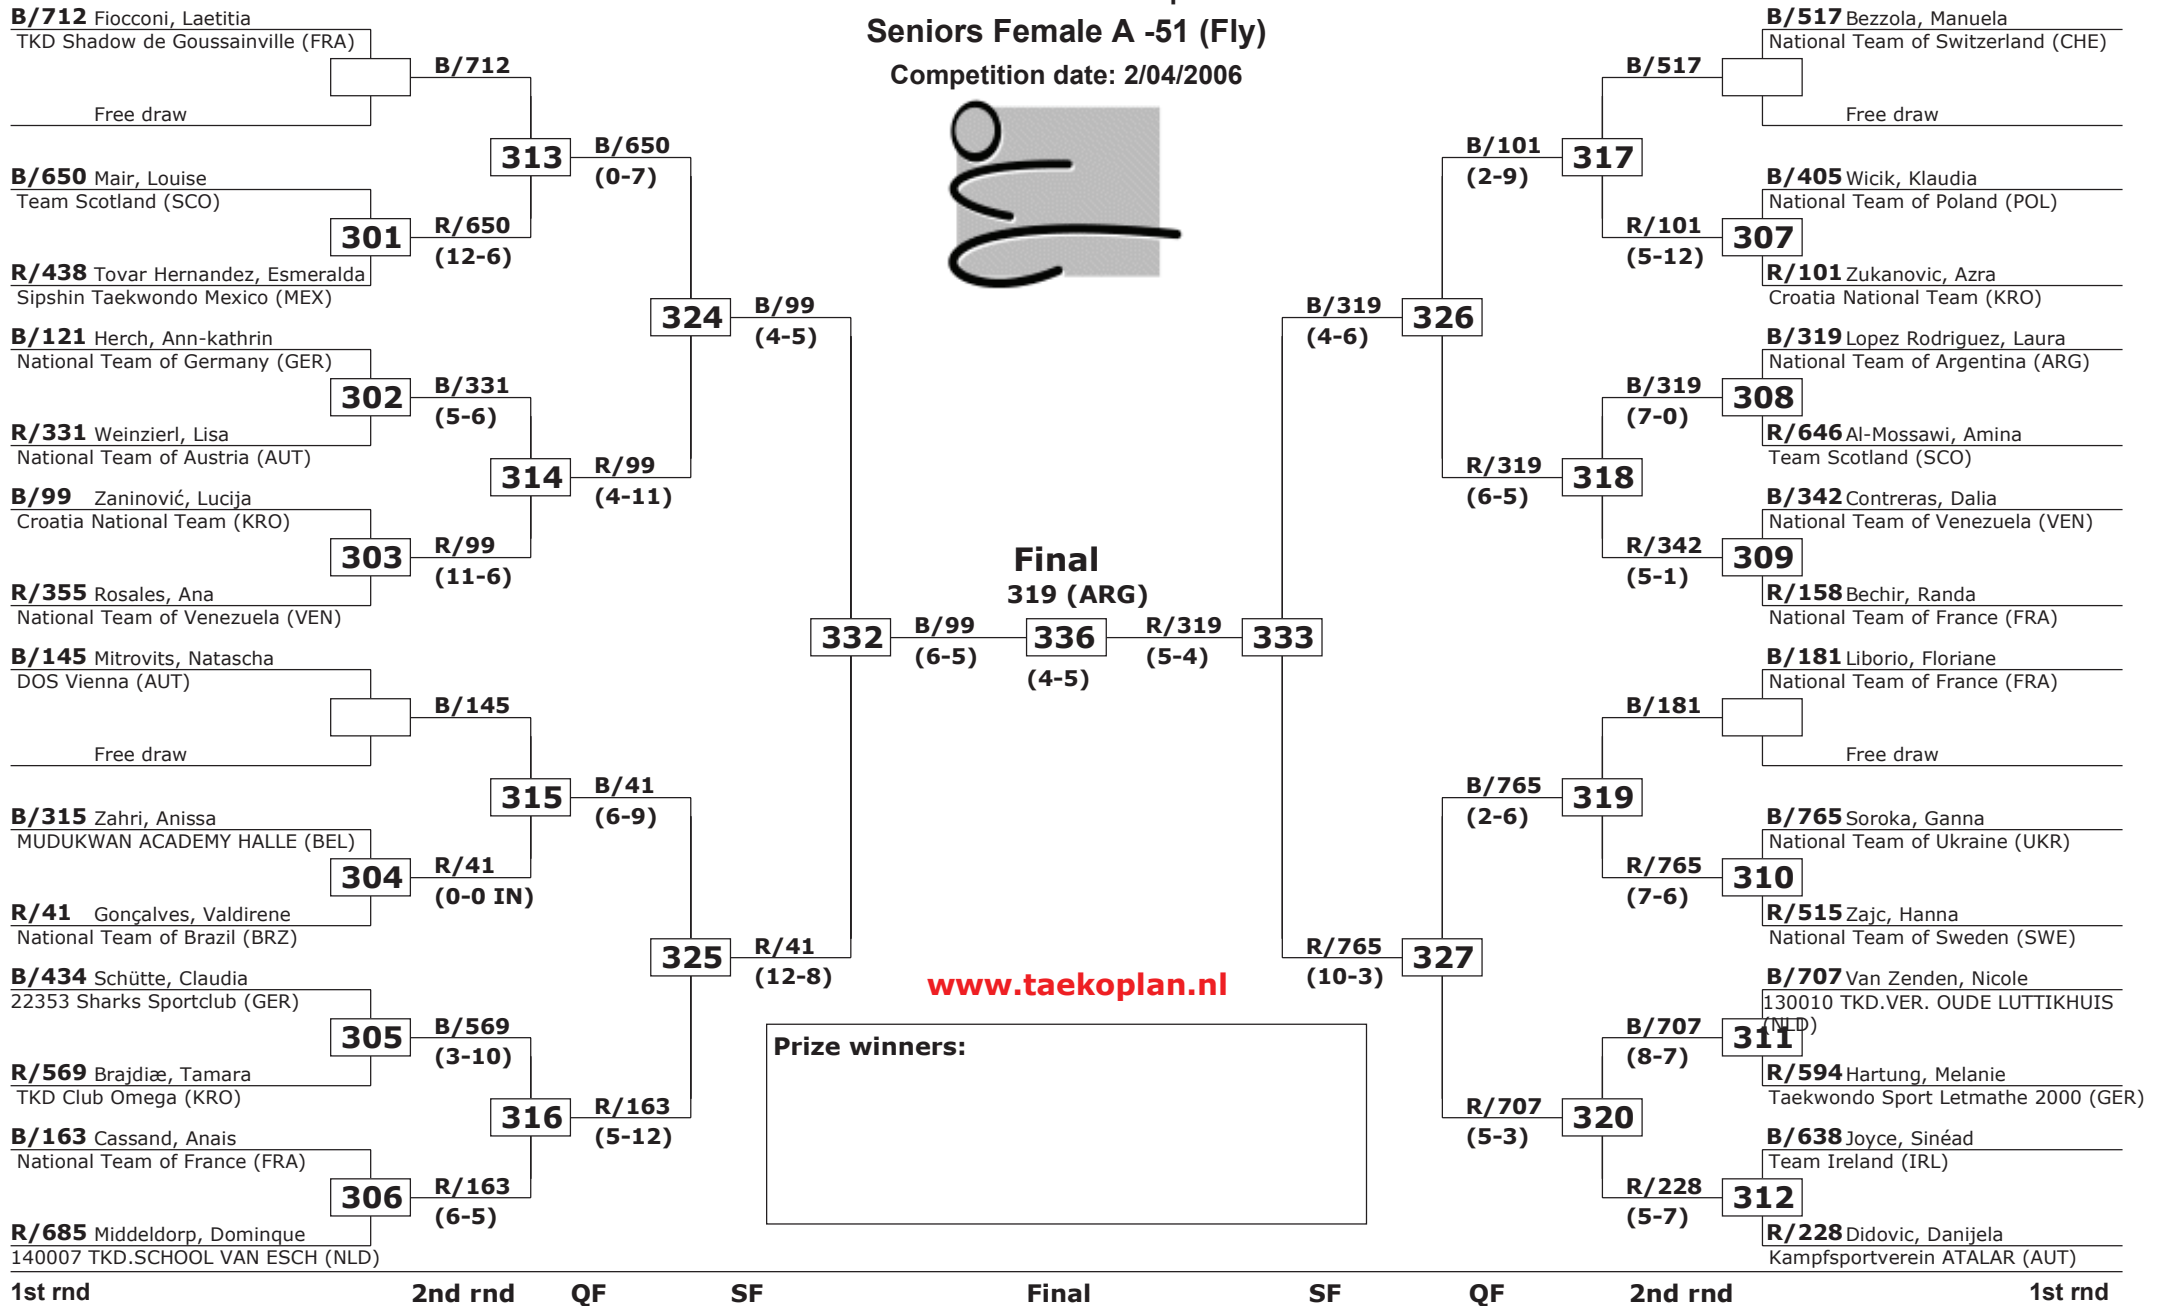 Seniors Female A -51 (Fly)
Competition date: 2/04/2006
B/712 Fiocconi, Laetitia
TKD Shadow de Goussainville (FRA)
Free draw
B/650 Mair, Louise
Team Scotland (SCO)
R/438 Tovar Hernandez, Esmeralda
Sipshin Taekwondo Mexico (MEX)
B/121 Herch, Ann-kathrin
National Team of Germany (GER)
R/331 Weinzierl, Lisa
National Team of Austria (AUT)
B/99 Zaninović, Lucija
Croatia National Team (KRO)
R/355 Rosales, Ana
National Team of Venezuela (VEN)
B/145 Mitrovits, Natascha
DOS Vienna (AUT)
Free draw
B/315 Zahri, Anissa
MUDUKWAN ACADEMY HALLE (BEL)
R/41 Gonçalves, Valdirene
National Team of Brazil (BRZ)
B/434 Schütte, Claudia
22353 Sharks Sportclub (GER)
R/569 Brajdiæ, Tamara
TKD Club Omega (KRO)
B/163 Cassand, Anais
National Team of France (FRA)
R/685 Middeldorp, Dominque
140007 TKD.SCHOOL VAN ESCH (NLD)
B/712
301
R/650
(12-6)
302
B/331
(5-6)
303
R/99
(11-6)
B/145
304
R/41
(0-0 IN)
305
B/569
(3-10)
306
R/163
(6-5)
313
B/650
(0-7)
314
R/99
(4-11)
315
B/41
(6-9)
316
R/163
(5-12)
324
B/99
(4-5)
325
R/41
(12-8)
332
B/99
(6-5)
Final
319 (ARG)
336
(4-5)
R/319
(5-4)
333
B/319
(4-6)
326
R/765
(10-3)
327
B/101
(2-9)
317
R/319
(6-5)
318
B/765
(2-6)
319
R/707
(5-3)
320
B/517
R/101
(5-12)
307
B/319
(7-0)
308
R/342
(5-1)
309
B/181
R/765
(7-6)
310
B/707
(8-7)
311
R/228
(5-7)
312
B/517 Bezzola, Manuela
National Team of Switzerland (CHE)
Free draw
B/405 Wicik, Klaudia
National Team of Poland (POL)
R/101 Zukanovic, Azra
Croatia National Team (KRO)
B/319 Lopez Rodriguez, Laura
National Team of Argentina (ARG)
R/646 Al-Mossawi, Amina
Team Scotland (SCO)
B/342 Contreras, Dalia
National Team of Venezuela (VEN)
R/158 Bechir, Randa
National Team of France (FRA)
B/181 Liborio, Floriane
National Team of France (FRA)
Free draw
B/765 Soroka, Ganna
National Team of Ukraine (UKR)
R/515 Zajc, Hanna
National Team of Sweden (SWE)
B/707 Van Zenden, Nicole
130010 TKD.VER. OUDE LUTTIKHUIS
(NLD)
R/594 Hartung, Melanie
Taekwondo Sport Letmathe 2000 (GER)
B/638 Joyce, Sinéad
Team Ireland (IRL)
R/228 Didovic, Danijela
Kampfsportverein ATALAR (AUT)
www.taekoplan.nl
Prize winners:
1st rnd 2nd rnd QF SF Final SF QF 2nd rnd 1st rnd